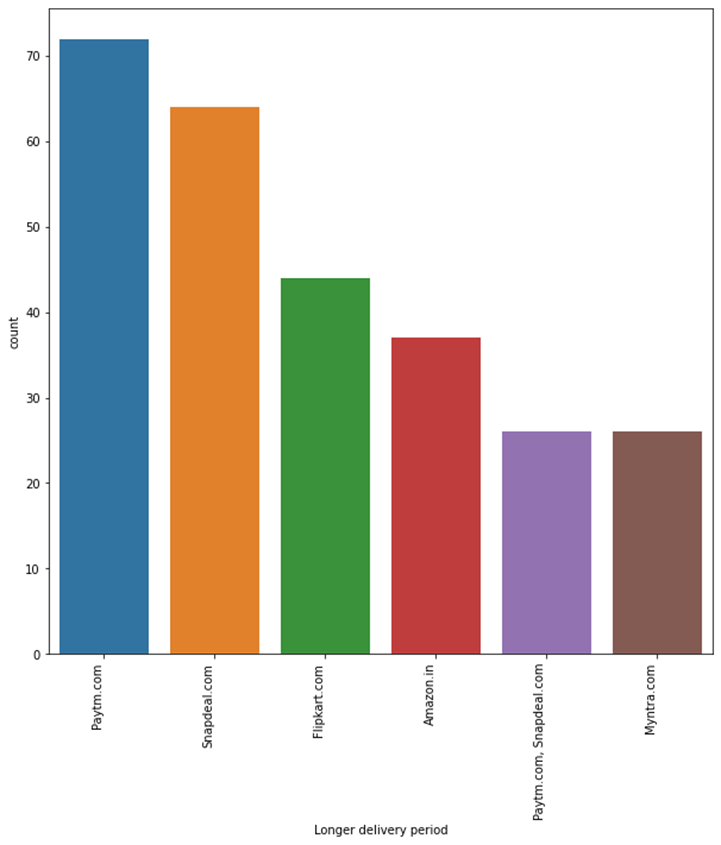 70
60
50
40
30
20
10
0
count
Paytm.com
Snapdeal.com
Flipkart.com
Amazon.in
Paytm.com, Snapdeal.com
Myntra.com
Longer delivery period